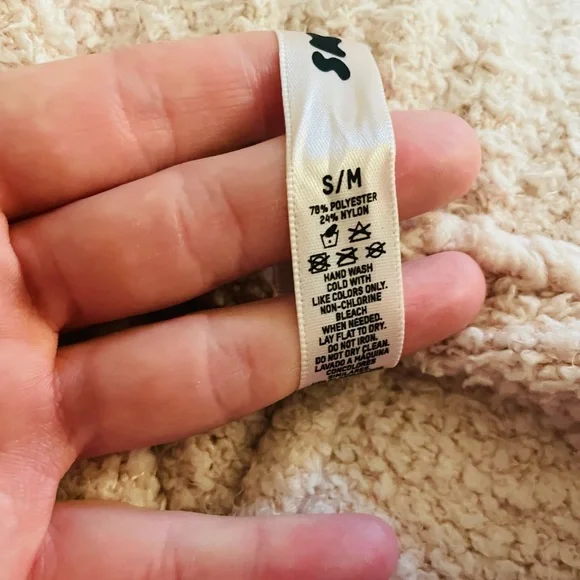 S/M
76% POLYESTER
24% NYLON
HAND WASH
COLD WITH
LIKE COLORS ONLY.
NON-CHLORINE
BLEACH
WHEN NEEDED.
LAY FLAT TO DRY.
DO NOT IRON.
DO NOT DRY CLEAN.
LAVADO A MAQUINA
CONCOLORES